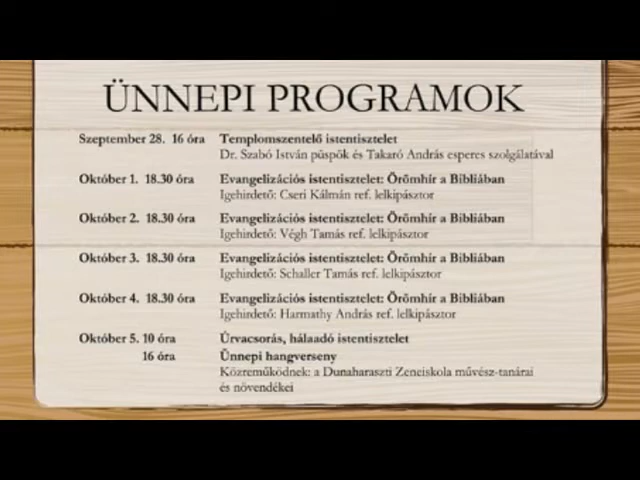 ÜNNEPI PROGRAMOK
Szeptember 28. 16 óra Templomszentelő istentisztelet
Dr. Szabó István püspök és Takaró András esperes szolgálatával
Október 1. 18.30 óra Evangelizációs istentisztelet: Örömhír a Bibliában
Igehirdető: Cseri Kálmán ref. lelkipásztor
Október 2. 18.30 óra Evangelizációs istentisztelet: Örömhír a Bibliában
Igehirdető: Végh Tamás ref. lelkipásztor
Október 3. 18.30 óra Evangelizációs istentisztelet: Örömhír a Bibliában
Igehirdető: Schaller Tamás ref. lelkipásztor
Október 4. 18.30 óra Evangelizációs istentisztelet: Örömhír a Bibliában
Igehirdető: Harmathy András ref. lelkipásztor
Október 5. 10 óra Úrvacsorás, hálaadó istentisztelet
16 óra Ünnepi hangverseny
Közreműködnek: a Dunaharaszti Zeneiskola művész-tanárai
és növendékei